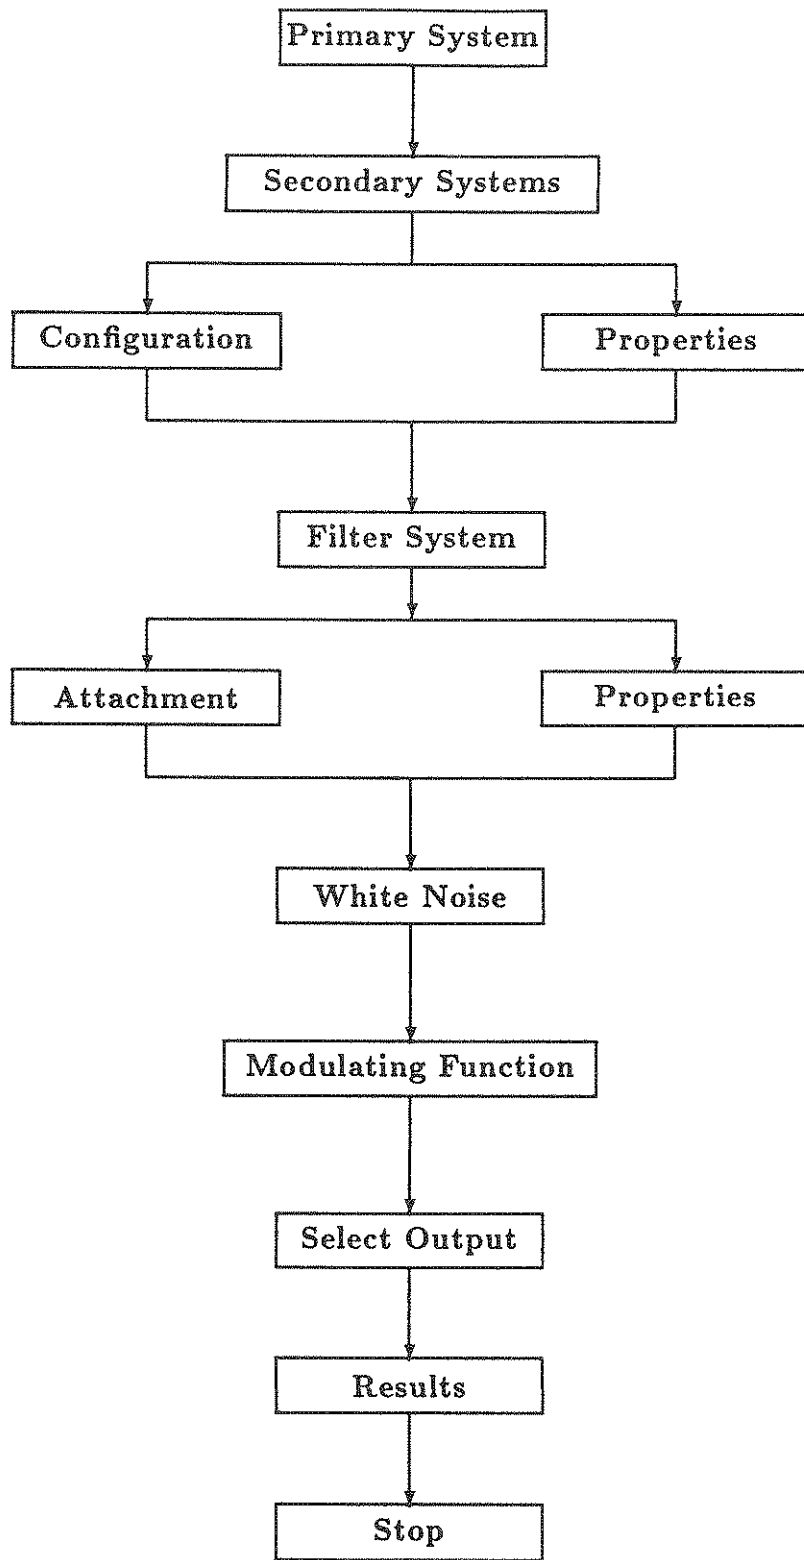 Primary System
Secondary Systems
Configuration
Properties
Filter System
Attachment
Properties
White Noise
Modulating Function
Select Output
Results
Stop